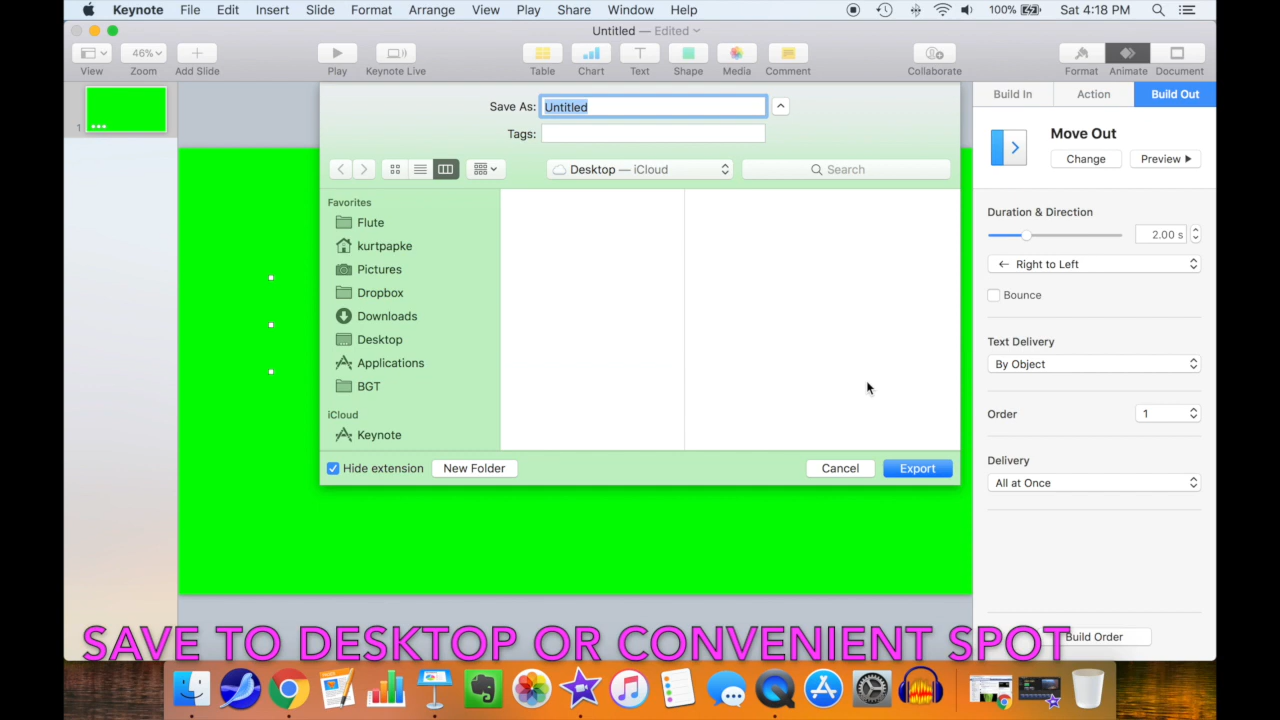 Keynote File Edit Insert Slide Format Arrange View Play Share Window Help 100% Sat 4:18 PM
Untitled — Edited
46%
View Zoom Add Slide Play Keynote Live Table Chart Text Shape Media Comment Collaborate Format Animate Document
Build In Action Build Out
1
Save As: Untitled
Tags:
Desktop — iCloud
Search
Favorites
Flute
kurtpapke
Pictures
Dropbox
Downloads
Desktop
Applications
BGT
iCloud
Keynote
Hide extension New Folder Cancel Export
Move Out
Change Preview
Duration & Direction
2.00 s
Right to Left
Bounce
Text Delivery
By Object
Order 1
Delivery
All at Once
Build Order
SAVE TO DESKTOP OR CONVENIENT SPOT